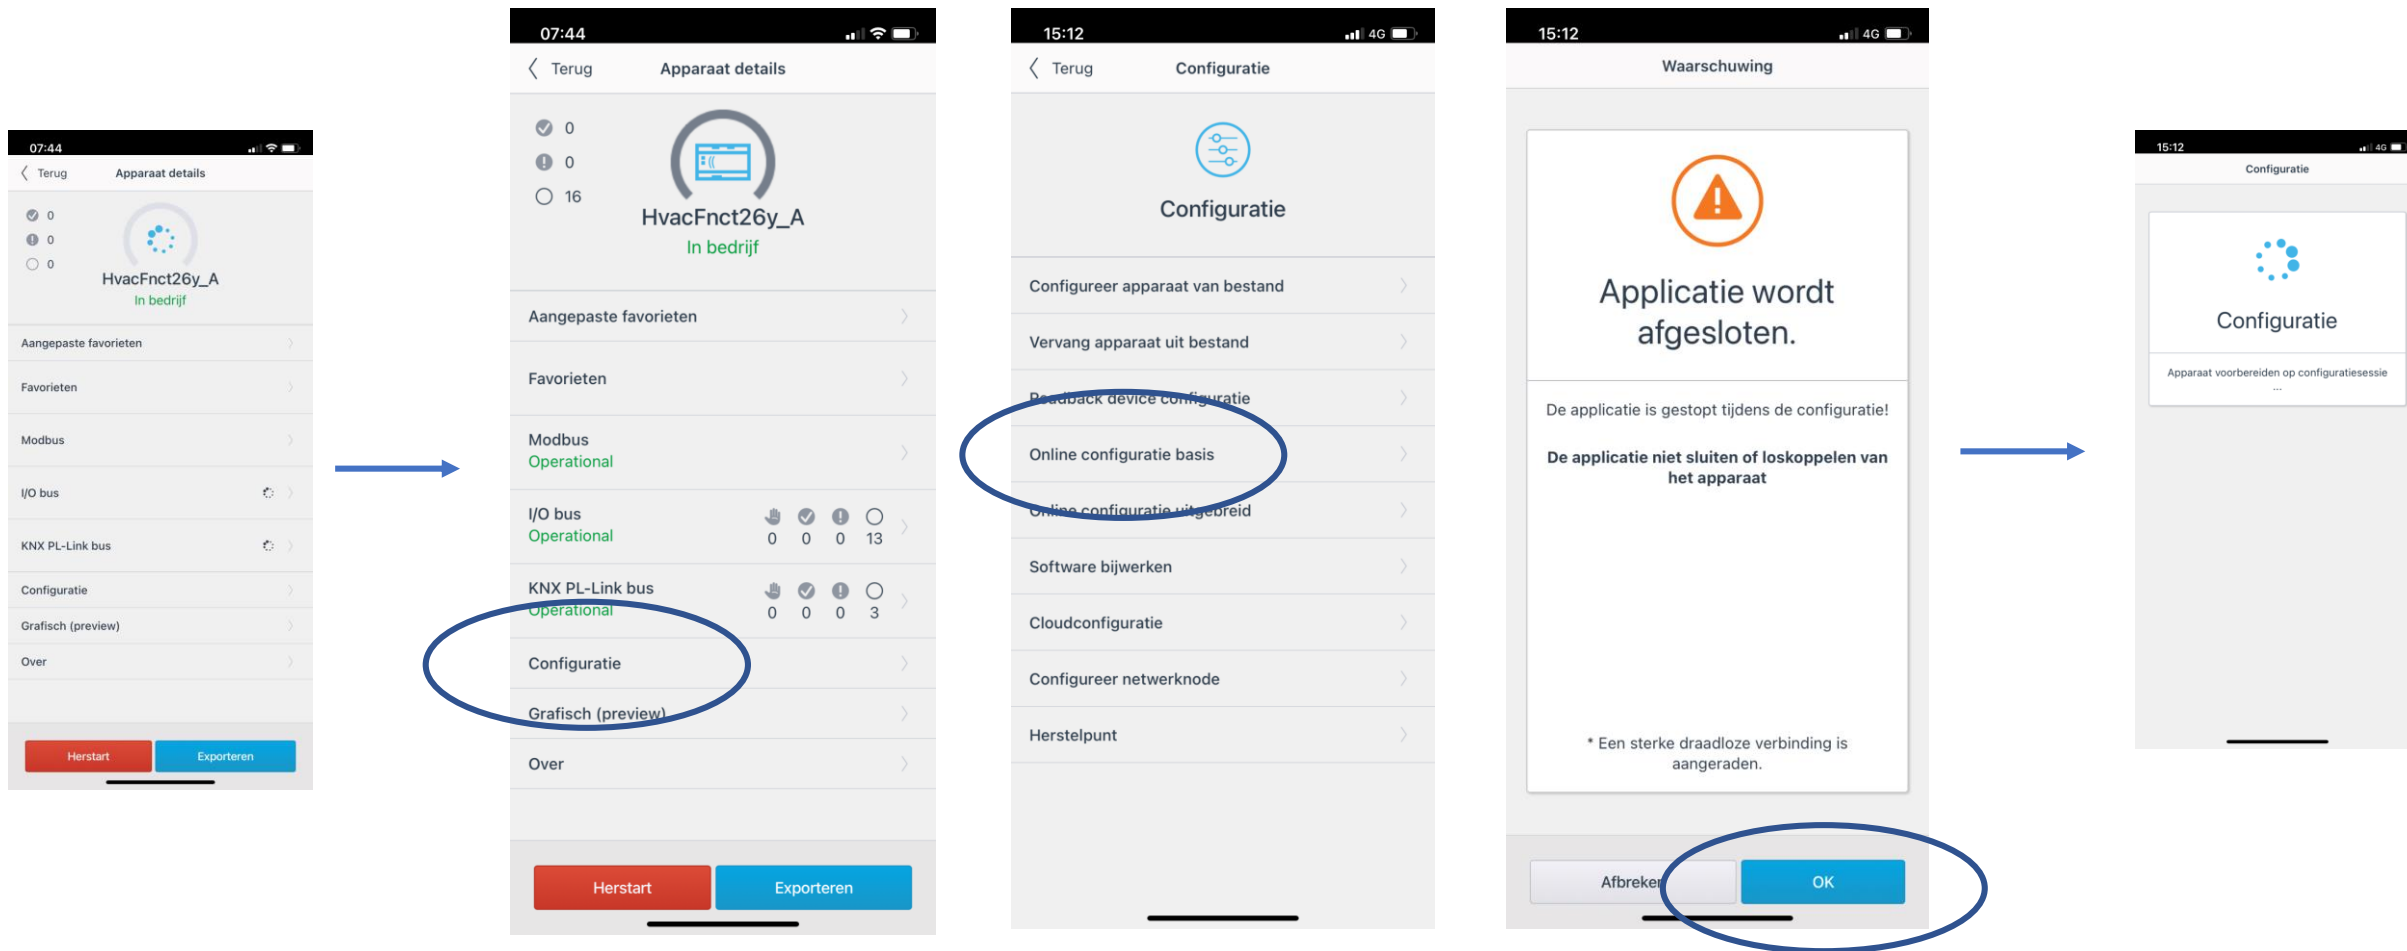 07:44
Terug
Apparaat details
0
0
0
HvacFnct26y_A
In bedrijf
Aangepaste favorieten
Favorieten
Modbus
I/O bus
KNX PL-Link bus
Configuratie
Grafisch (preview)
Over
Herstart
Exporteren
07:44
Terug
Apparaat details
0
0
16
HvacFnct26y_A
In bedrijf
Aangepaste favorieten
Favorieten
Modbus
Operational
I/O bus
Operational
0 0 0 13
KNX PL-Link bus
Operational
0 0 0 3
Configuratie
Grafisch (preview)
Over
Herstart
Exporteren
15:12
4G
Terug
Configuratie
Configuratie
Configureer apparaat van bestand
Vervang apparaat uit bestand
Readback device configuratie
Online configuratie basis
Online configuratie uitgebreid
Software bijwerken
Cloudconfiguratie
Configureer netwerknode
Herstelpunt
15:12
4G
Waarschuwing
Applicatie wordt
afgesloten.
De applicatie is gestopt tijdens de configuratie!
De applicatie niet sluiten of loskoppelen van
het apparaat
* Een sterke draadloze verbinding is
aangeraden.
Afbreken
OK
15:12
4G
Configuratie
Configuratie
Apparaat voorbereiden op configuratiesessie
...